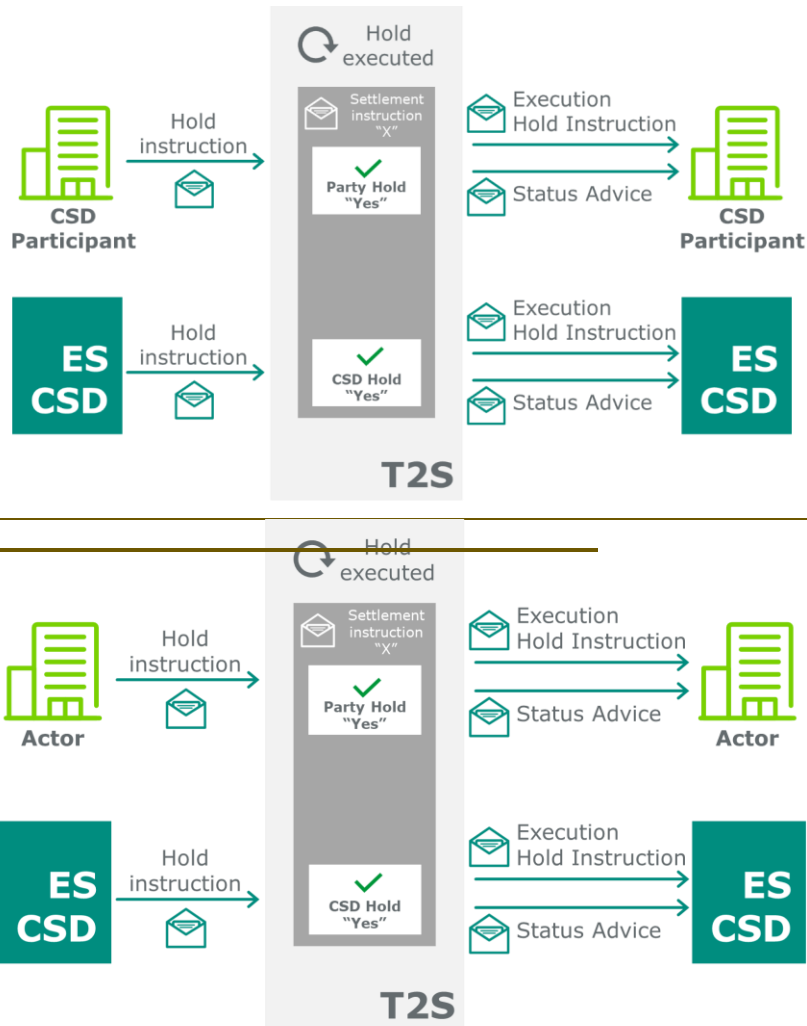 Hold
executed
Settlement
instruction
"X"
Hold
instruction
Party Hold
"Yes"
Execution
Hold Instruction
Status Advice
CSD
Participant
CSD
Participant
ES
CSD
Hold
instruction
CSD Hold
"Yes"
Execution
Hold Instruction
Status Advice
ES
CSD
T2S
Hold
executed
Settlement
instruction
"X"
Hold
instruction
Party Hold
"Yes"
Execution
Hold Instruction
Status Advice
Actor
Actor
ES
CSD
Hold
instruction
CSD Hold
"Yes"
Execution
Hold Instruction
Status Advice
ES
CSD
T2S